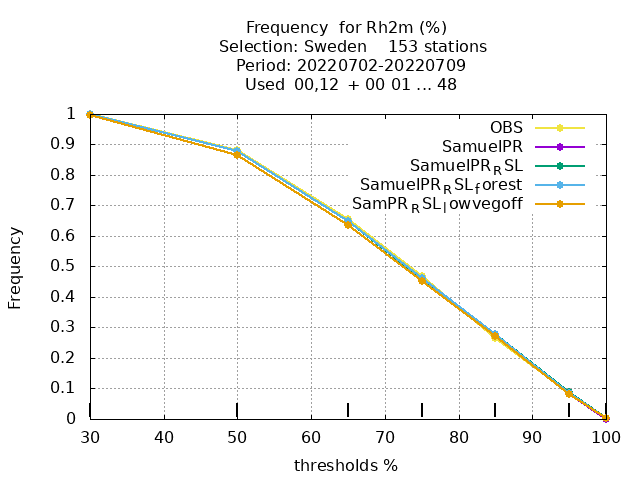 Frequency for Rh2m (%)
Selection: Sweden 153 stations
Period: 20220702-20220709
Used 00,12 + 00 01 ... 48
OBS
SamuelPR
SamuelPR_RSL
SamuelPR_RSL_forest
SamPR_RSL_lowvegoff
Frequency
1
0.9
0.8
0.7
0.6
0.5
0.4
0.3
0.2
0.1
0
30 40 50 60 70 80 90 100
thresholds %